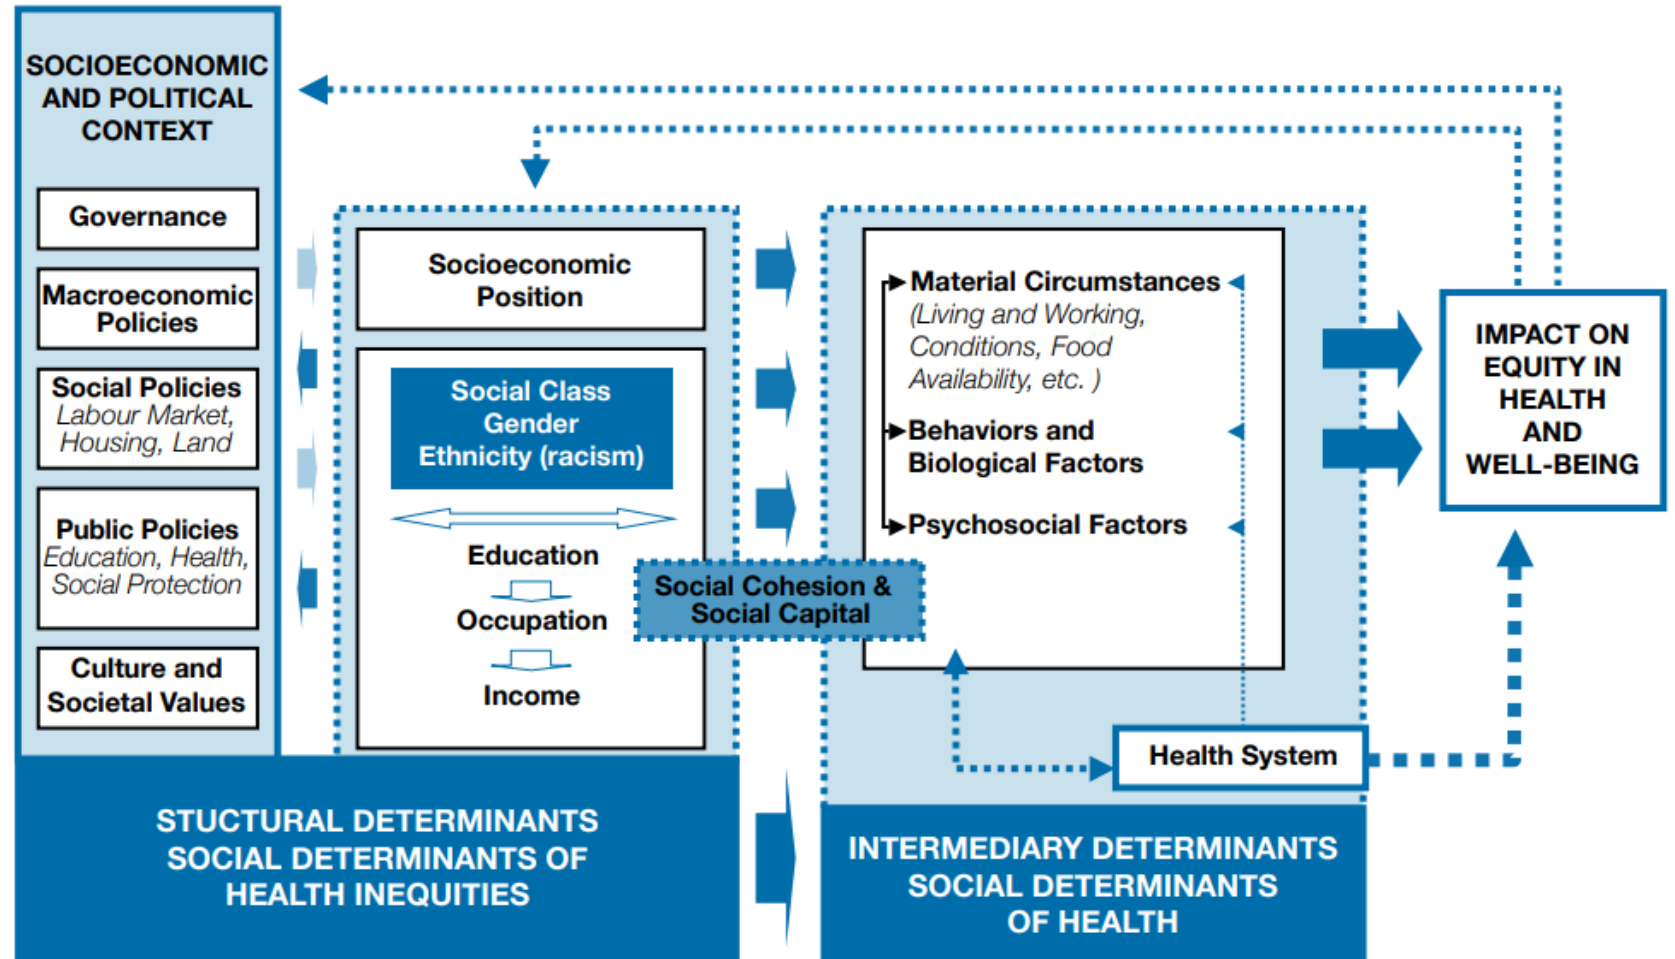 SOCIOECONOMIC
AND POLITICAL
CONTEXT
Governance
Macroeconomic
Policies
Social Policies
Labour Market,
Housing, Land
Public Policies
Education, Health,
Social Protection
Culture and
Societal Values
Socioeconomic
Position
Social Class
Gender
Ethnicity (racism)
Education
Occupation
Income
STUCTURAL DETERMINANTS
SOCIAL DETERMINANTS OF
HEALTH INEQUITIES
Social Cohesion &
Social Capital
Material Circumstances
(Living and Working,
Conditions, Food
Availability, etc. )
Behaviors and
Biological Factors
Psychosocial Factors
Health System
INTERMEDIARY DETERMINANTS
SOCIAL DETERMINANTS
OF HEALTH
IMPACT ON
EQUITY IN
HEALTH
AND
WELL-BEING